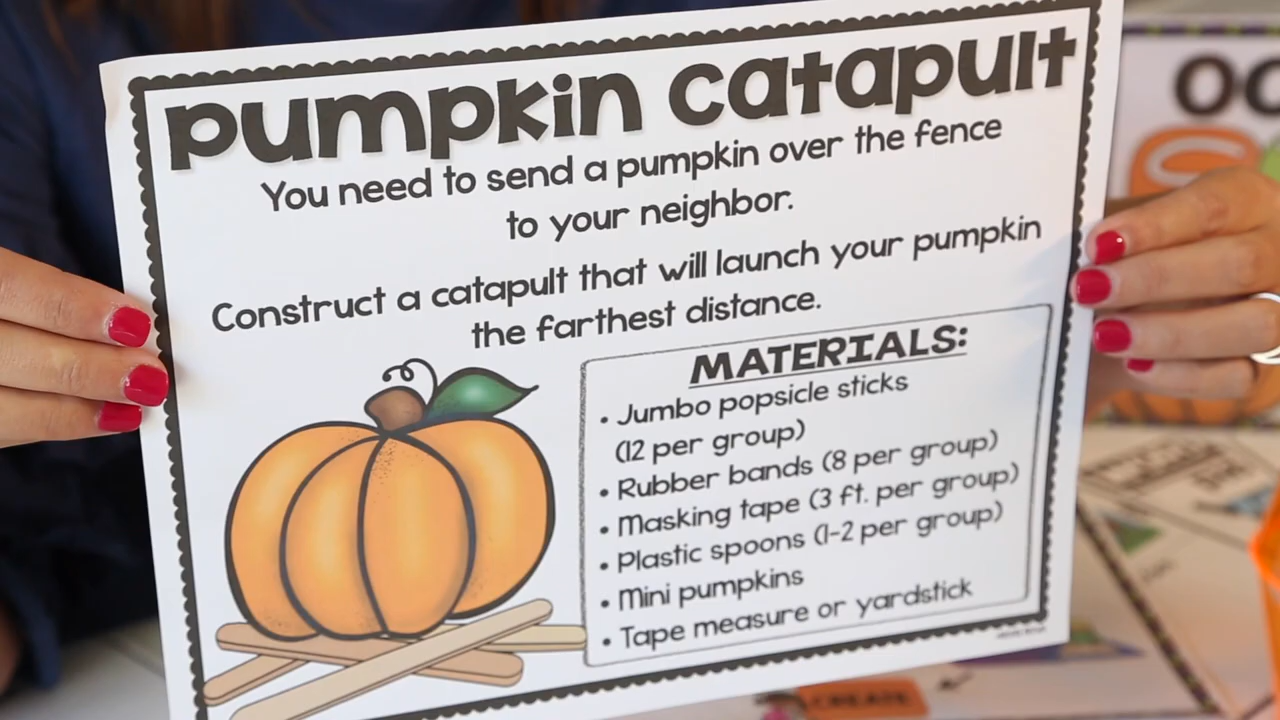 pumpkin catapult
You need to send a pumpkin over the fence
to your neighbor.
Construct a catapult that will launch your pumpkin
the farthest distance.
MATERIALS:
• Jumbo popsicle sticks
(12 per group)
• Rubber bands (8 per group)
• Masking tape (3 ft. per group)
• Plastic spoons (1-2 per group)
• Mini pumpkins
• Tape measure or yardstick
CREATE